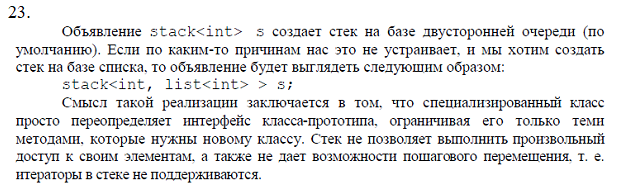 23.
Объявление stack<int> s создает стек на базе двусторонней очереди (по
умолчанию). Если по каким-то причинам нас это не устраивает, и мы хотим создать
стек на базе списка, то объявление будет выглядеть следующим образом:
stack<int, list<int> > s;
Смысл такой реализации заключается в том, что специализированный класс
просто переопределяет интерфейс класса-прототипа, ограничивая его только теми
методами, которые нужны новому классу. Стек не позволяет выполнить произвольный
доступ к своим элементам, а также не дает возможности пошагового перемещения, т. е.
итераторы в стеке не поддерживаются.